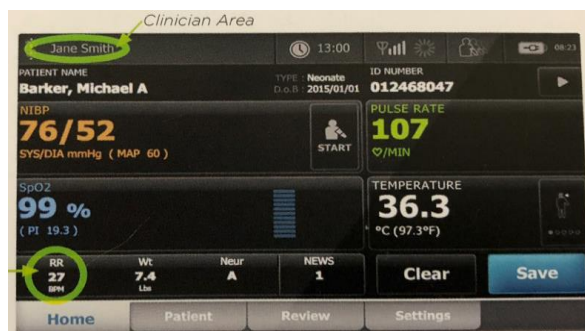 Clinician Area
Jane Smith 13:00 08:23
PATIENT NAME TYPE : Neonate ID NUMBER
Barker, Michael A D.o.B : 2015/01/01 012468047
NIBP PULSE RATE
76/52 START 107
SYS/DIA mmHg ( MAP 60 ) /MIN
SpO2 TEMPERATURE
99 % 36.3
( PI 19.3 ) °C (97.3°F)
RR Wt Neur NEWS
27 7.4 A 1 Clear Save
BPM Lbs
Home Patient Review Settings